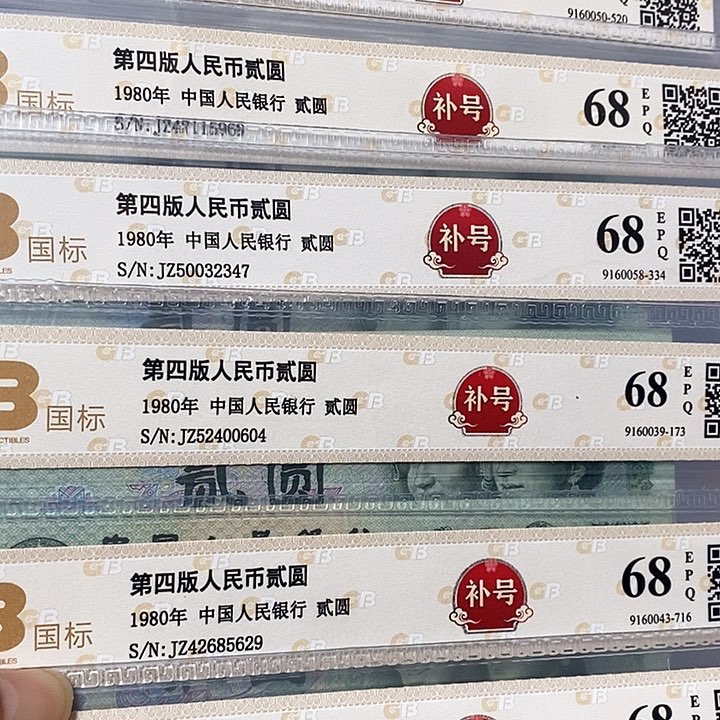 9160050-520
第四版人民币贰圆
1980年 中国人民银行 贰圆
S/N:JZ47115969
国标
补号
68
EPQ
第四版人民币贰圆
1980年 中国人民银行 贰圆
S/N:JZ50032347
国标
补号
68
EPQ
9160058-334
第四版人民币贰圆
1980年 中国人民银行 贰圆
S/N:JZ52400604
国标
补号
68
EPQ
9160039-173
贰圆
第四版人民币贰圆
1980年 中国人民银行 贰圆
S/N:JZ42685629
国标
补号
68
EPQ
9160043-716
68
E